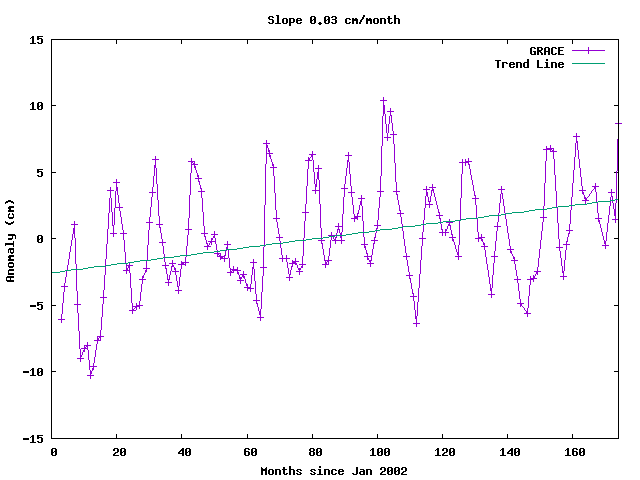 Slope 0.03 cm/month
GRACE
Trend Line
15
10
5
0
-5
-10
-15
Anomaly (cm)
0 20 40 60 80 100 120 140 160
Months since Jan 2002